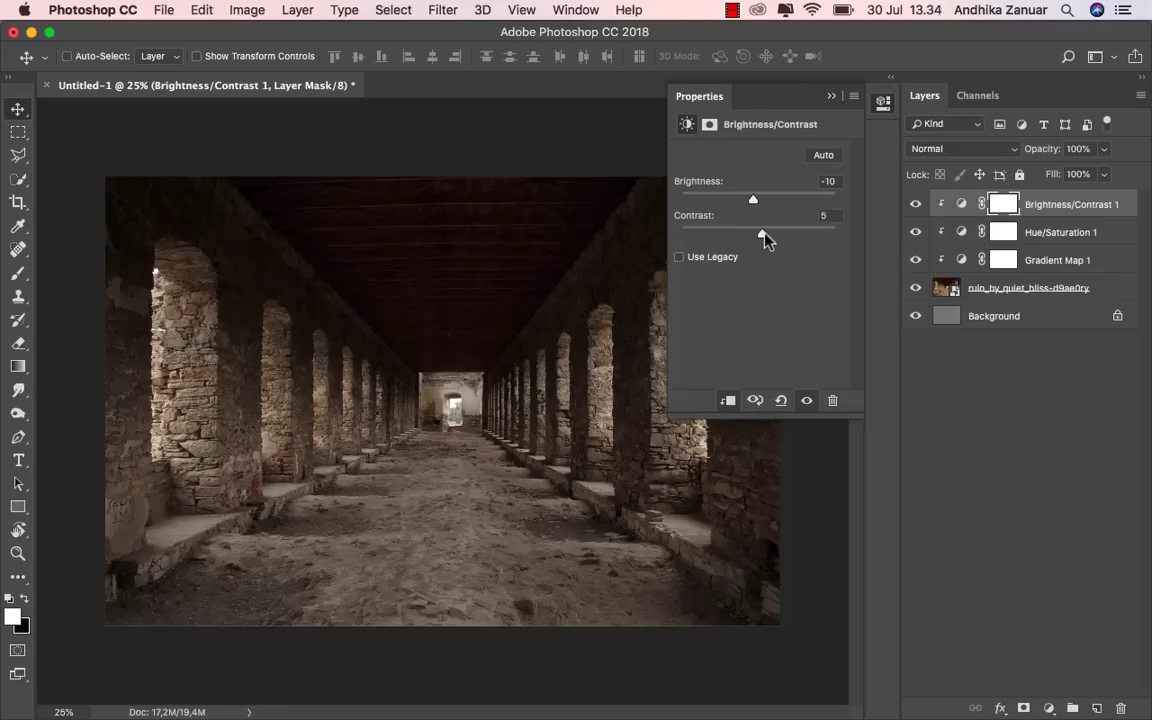 Photoshop CC File Edit Image Layer Type Select Filter 3D View Window Help 30 Jul 13.34 Andhika Zanuar
Adobe Photoshop CC 2018
Auto-Select: Layer Show Transform Controls 3D Mode:
Untitled-1 @ 25% (Brightness/Contrast 1, Layer Mask/8) *
Properties
Brightness/Contrast
Auto
Brightness: -10
Contrast: 5
Use Legacy
Layers Channels
Kind
Normal Opacity: 100%
Lock: Fill: 100%
Brightness/Contrast 1
Hue/Saturation 1
Gradient Map 1
ruin_by_quiet_bliss-d9ae0ry
Background
25% Doc: 17,2M/19,4M